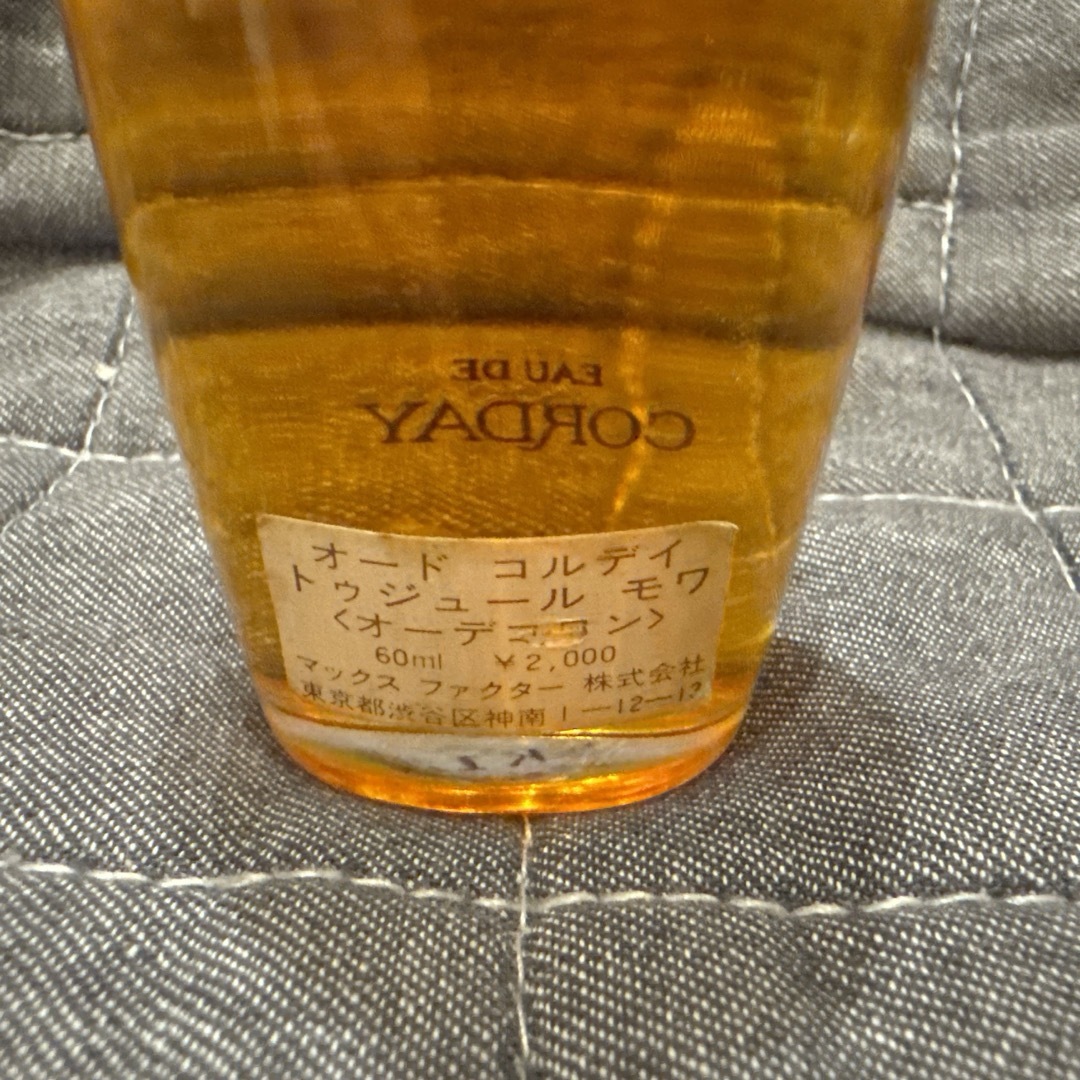 EAU DE
CORDAY
オード コルデイ
トゥジュール モワ
<オーデコロン>
60ml ¥2,000
マックス ファクター 株式会社
東京都渋谷区神南1-12-12